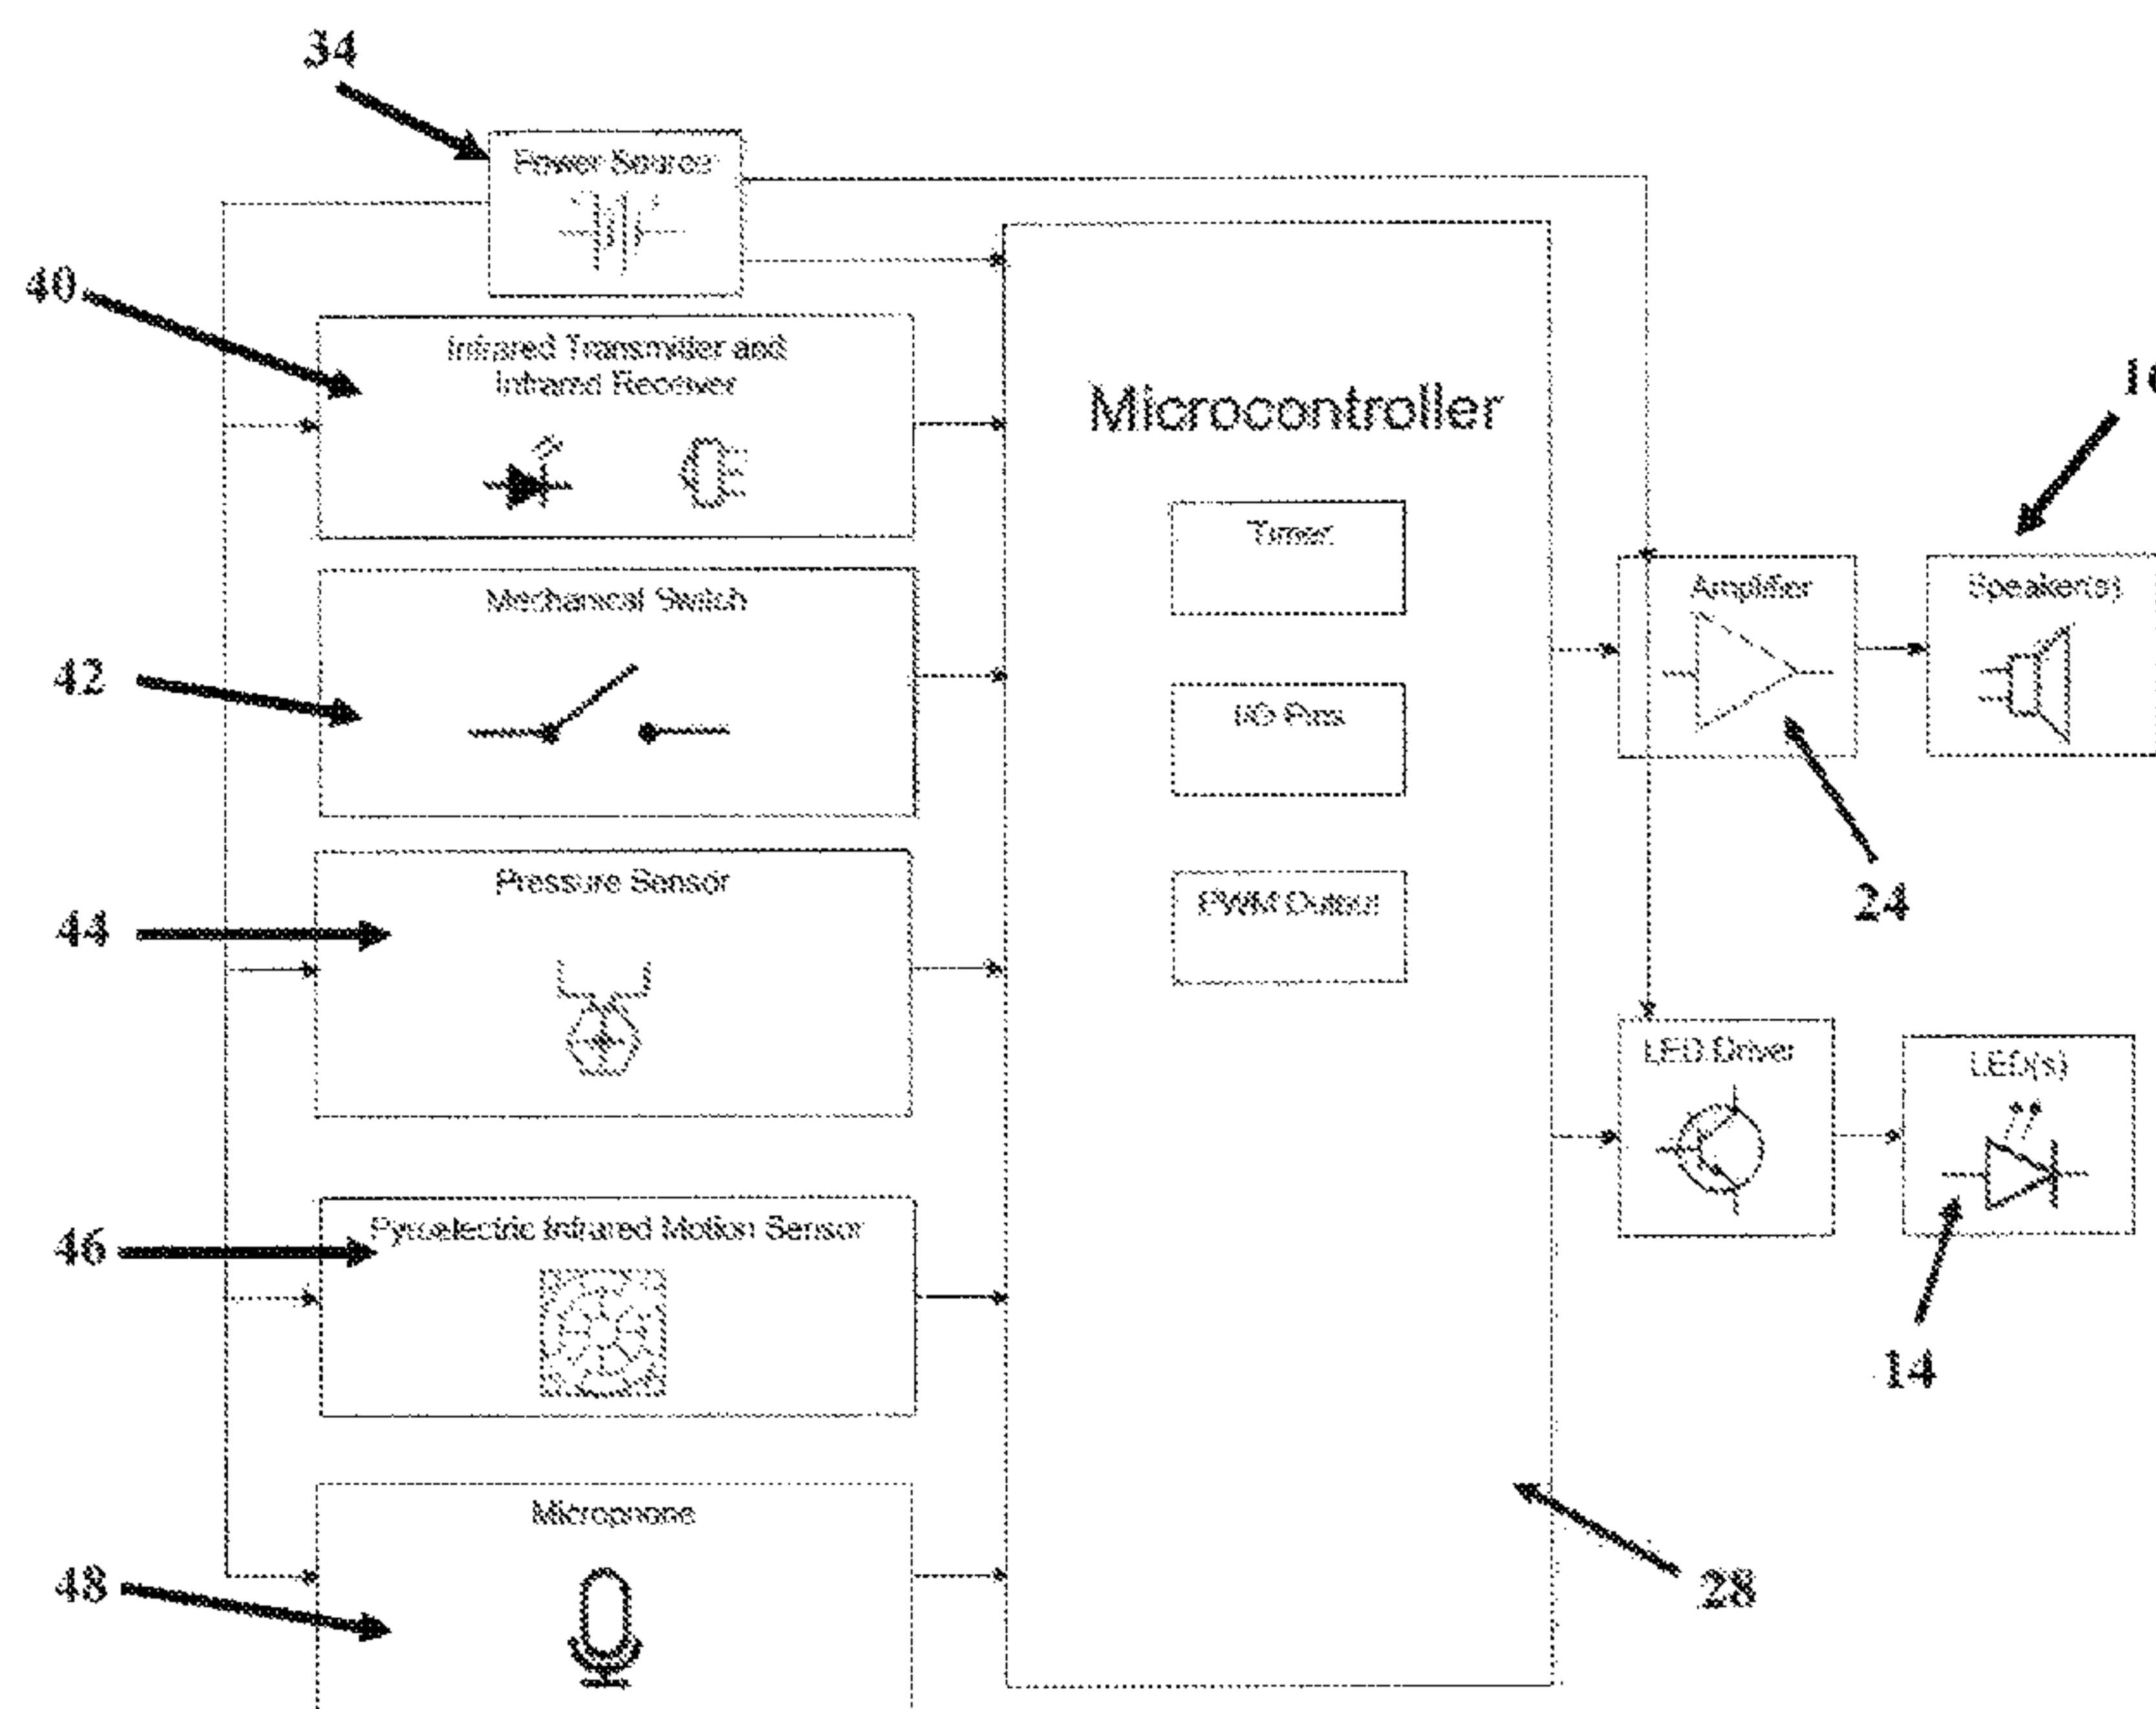 34
Power Source
40
Infrared Transmitter and
Infrared Receiver
Microcontroller
Timer
Mechanical Switch
42
I/O Pins
Amplifier
Speaker(s)
Pressure Sensor
44
PWM Output
24
LED Driver
LED(s)
46
Pyroelectric Infrared Motion Sensor
14
Microphone
48
28